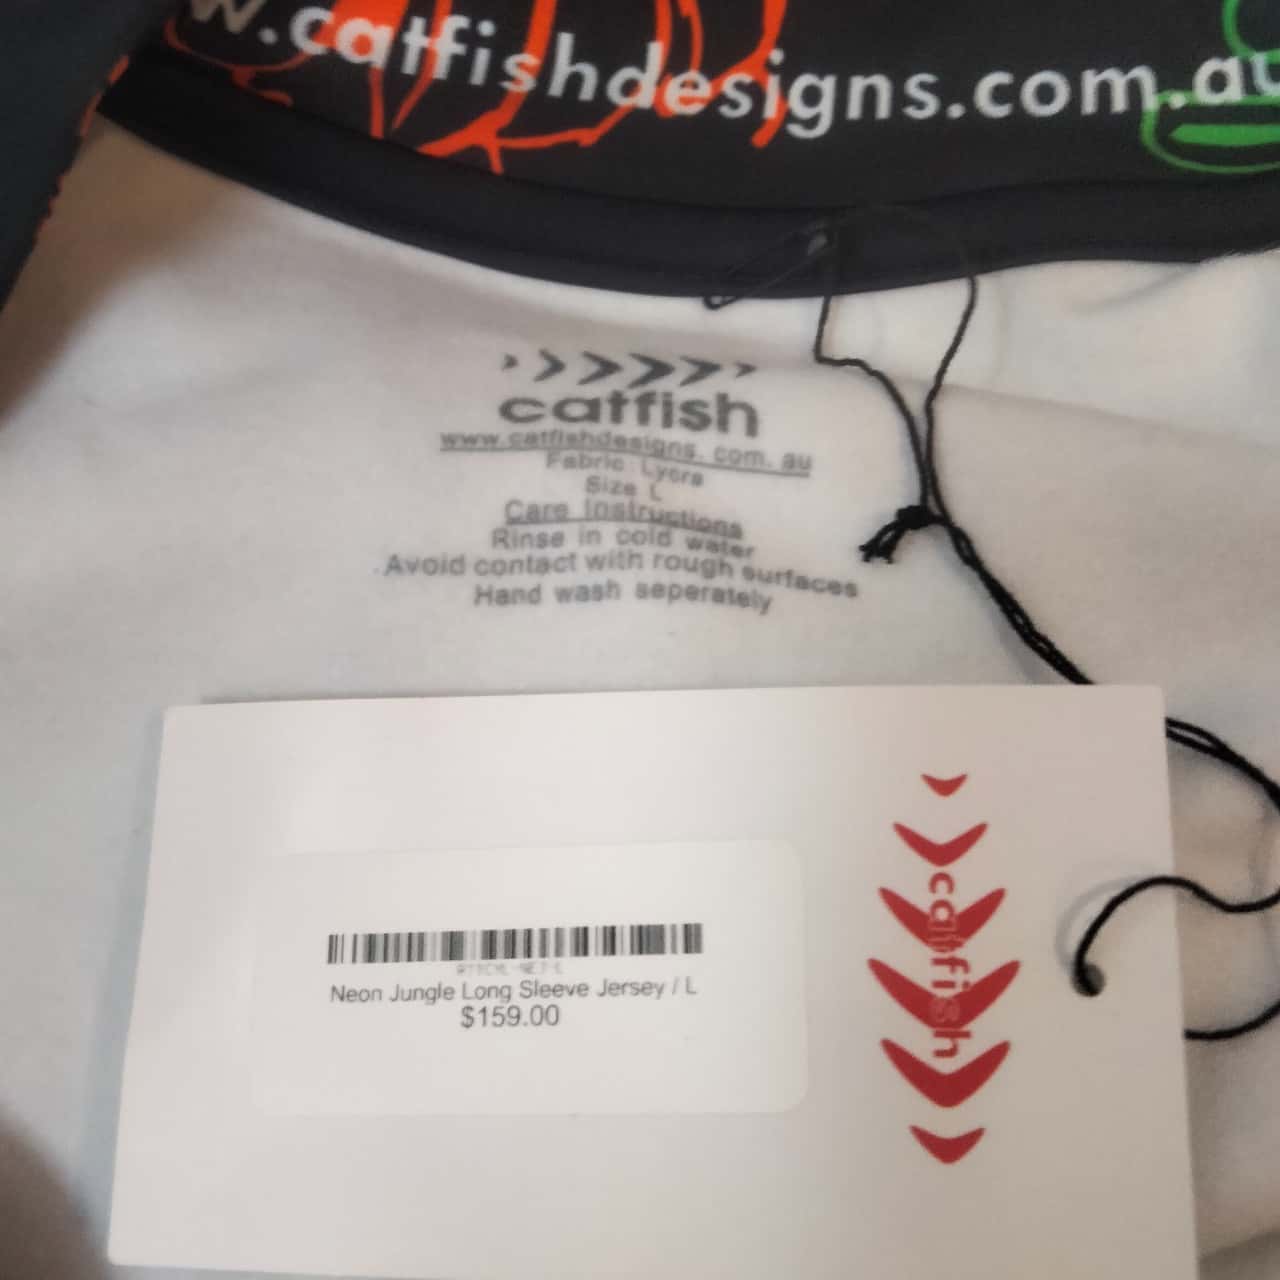 w.catfishdesigns.com.au
catfish
www.catfishdesigns. com. au
Fabric: Lycra
Size L
Care Instructions
Rinse in cold water
Avoid contact with rough surfaces
Hand wash seperately
Neon Jungle Long Sleeve Jersey / L
$159.00
catfish